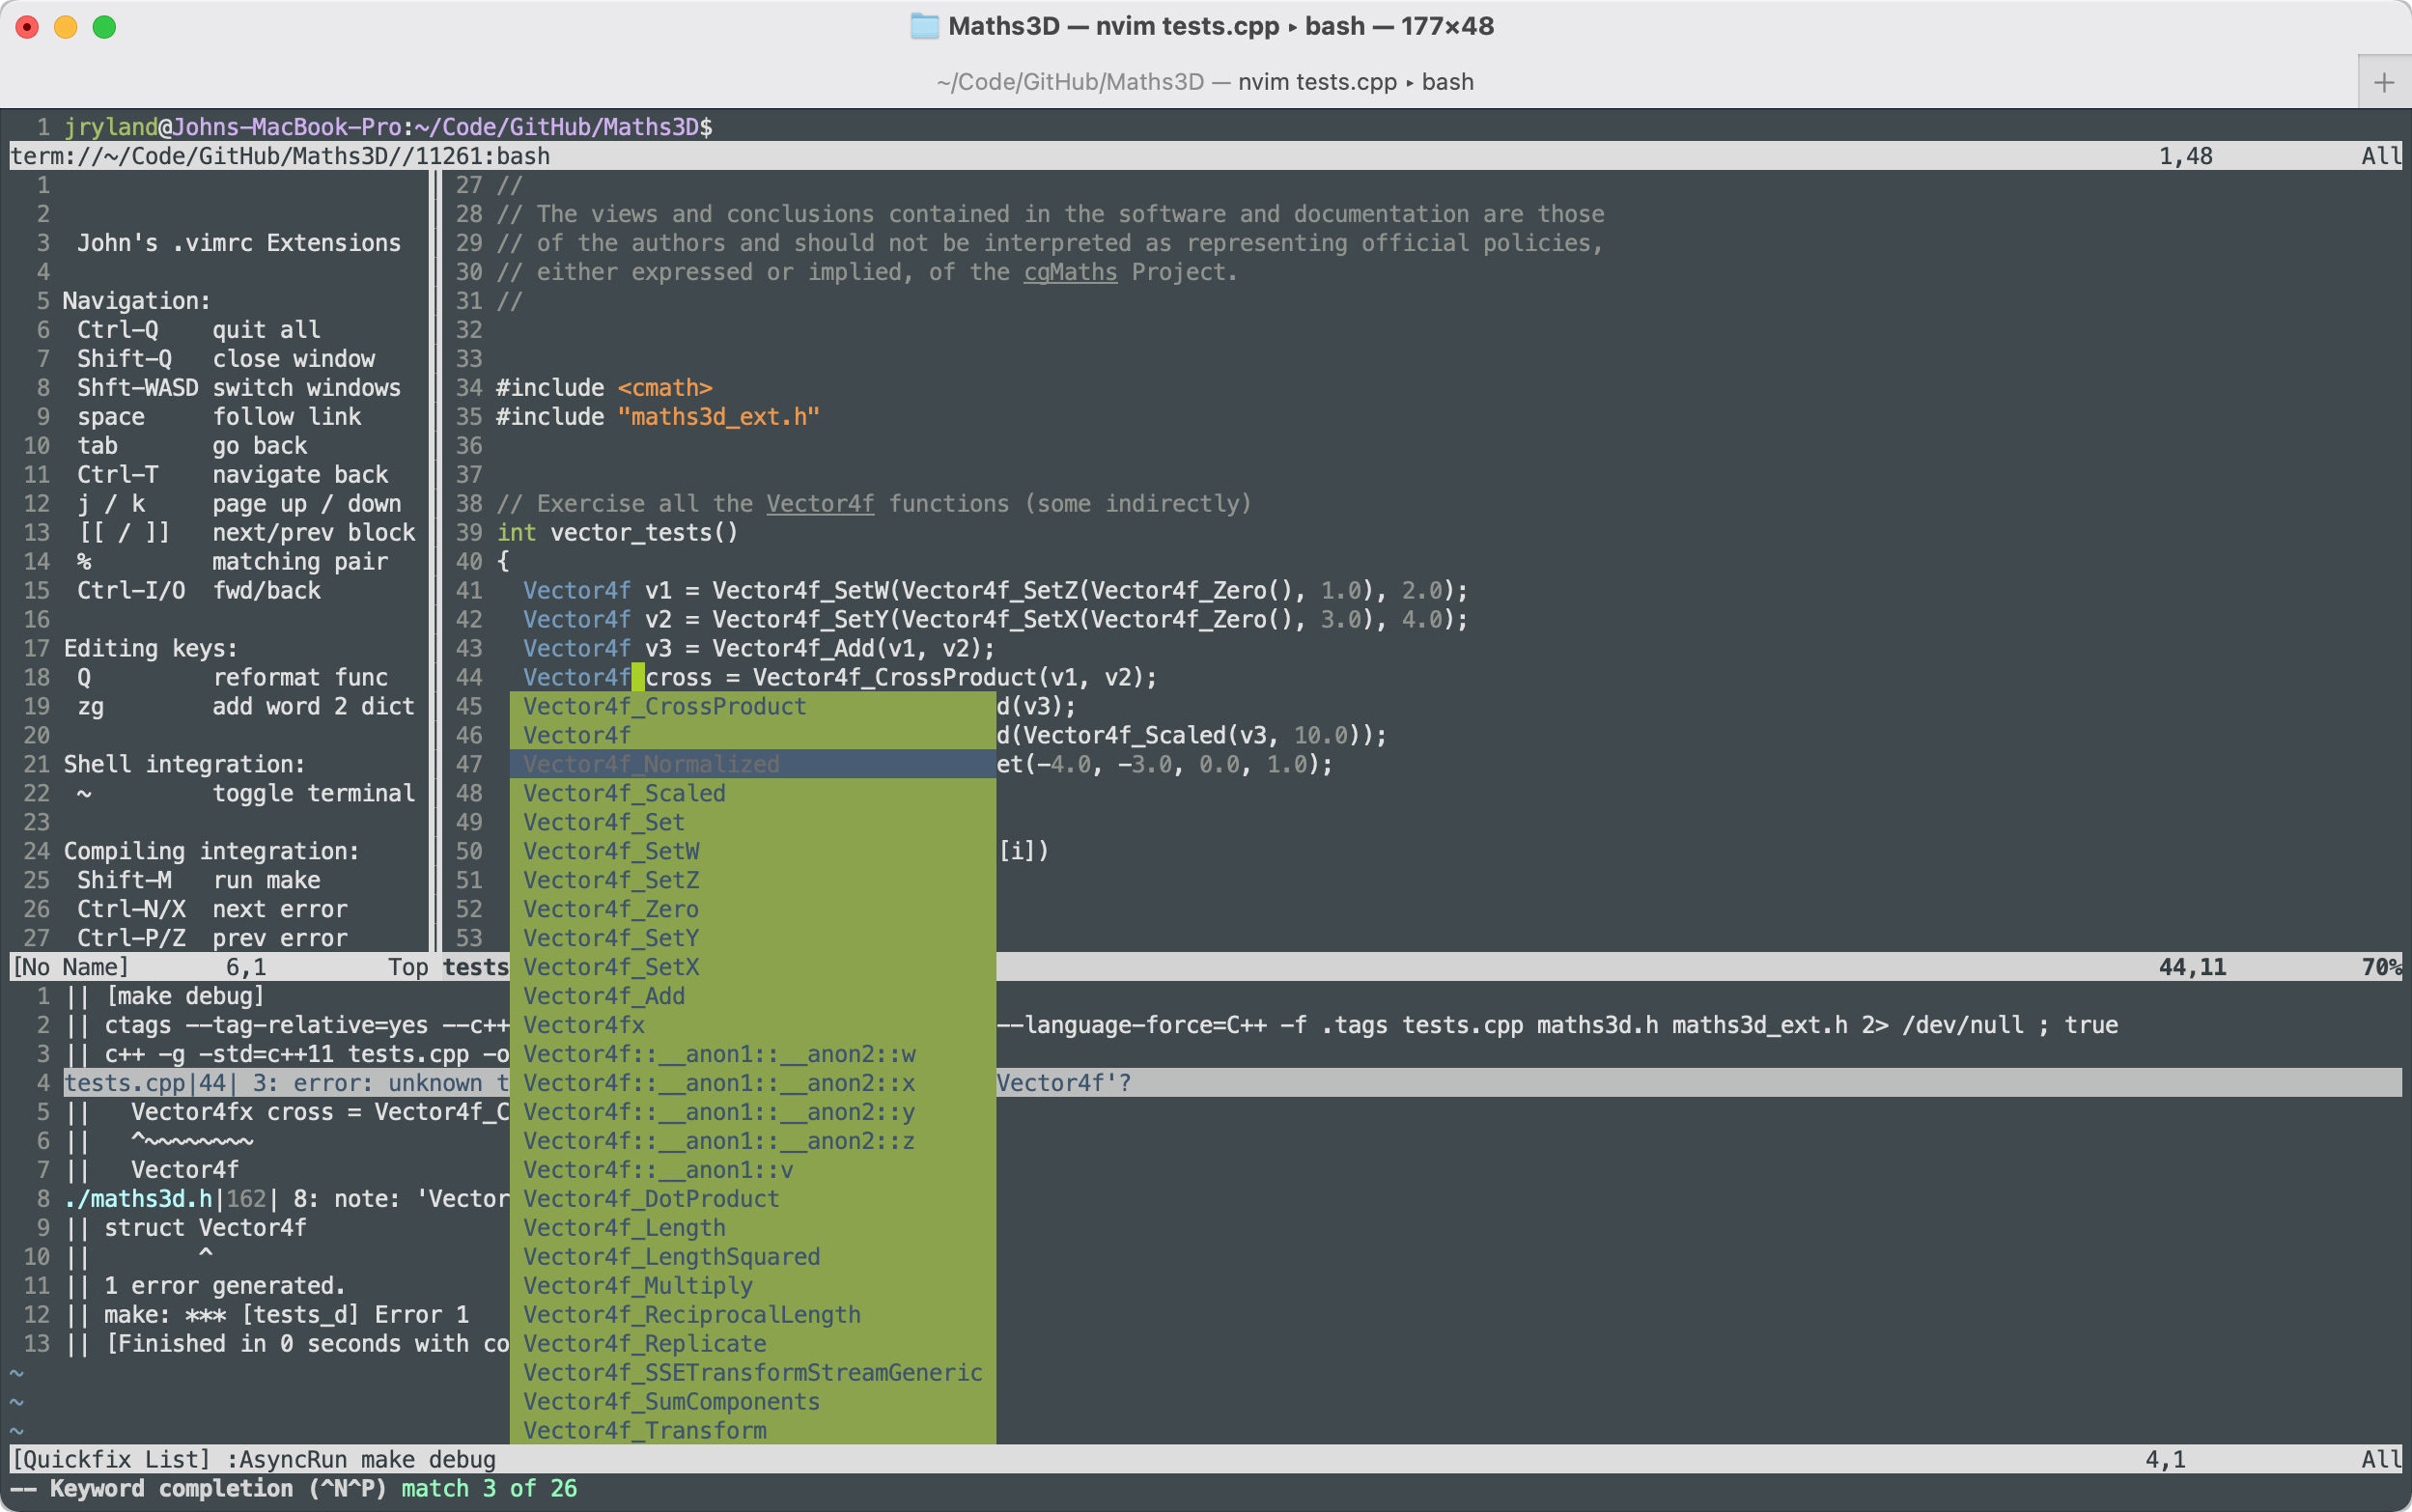 Maths3D — nvim tests.cpp ▸ bash — 177×48
~/Code/GitHub/Maths3D — nvim tests.cpp ▸ bash
1 jryland@Johns-MacBook-Pro:~/Code/GitHub/Maths3D$
term://~/Code/GitHub/Maths3D//11261:bash 1,48 All
1
2
3 John's .vimrc Extensions
4
5 Navigation:
6 Ctrl-Q quit all
7 Shift-Q close window
8 Shft-WASD switch windows
9 space follow link
10 tab go back
11 Ctrl-T navigate back
12 j / k page up / down
13 [[ / ]] next/prev block
14 % matching pair
15 Ctrl-I/O fwd/back
16
17 Editing keys:
18 Q reformat func
19 zg add word 2 dict
20
21 Shell integration:
22 ~ toggle terminal
23
24 Compiling integration:
25 Shift-M run make
26 Ctrl-N/X next error
27 Ctrl-P/Z prev error
[No Name] 6,1 Top
27 //
28 // The views and conclusions contained in the software and documentation are those
29 // of the authors and should not be interpreted as representing official policies,
30 // either expressed or implied, of the cgMaths Project.
31 //
32
33
34 #include <cmath>
35 #include "maths3d_ext.h"
36
37
38 // Exercise all the Vector4f functions (some indirectly)
39 int vector_tests()
40 {
41 Vector4f v1 = Vector4f_SetW(Vector4f_SetZ(Vector4f_Zero(), 1.0), 2.0);
42 Vector4f v2 = Vector4f_SetY(Vector4f_SetX(Vector4f_Zero(), 3.0), 4.0);
43 Vector4f v3 = Vector4f_Add(v1, v2);
44 Vector4f cross = Vector4f_CrossProduct(v1, v2);
45 d(v3);
46 d(Vector4f_Scaled(v3, 10.0));
47 et(-4.0, -3.0, 0.0, 1.0);
48
49
50 [i])
51
52
53
tests 44,11 70%
Vector4f_CrossProduct
Vector4f
Vector4f_Normalized
Vector4f_Scaled
Vector4f_Set
Vector4f_SetW
Vector4f_SetZ
Vector4f_Zero
Vector4f_SetY
Vector4f_SetX
Vector4f_Add
Vector4fx
Vector4f::__anon1::__anon2::w
Vector4f::__anon1::__anon2::x
Vector4f::__anon1::__anon2::y
Vector4f::__anon1::__anon2::z
Vector4f::__anon1::v
Vector4f_DotProduct
Vector4f_Length
Vector4f_LengthSquared
Vector4f_Multiply
Vector4f_ReciprocalLength
Vector4f_Replicate
Vector4f_SSETransformStreamGeneric
Vector4f_SumComponents
Vector4f_Transform
1 || [make debug]
2 || ctags --tag-relative=yes --c++ --language-force=C++ -f .tags tests.cpp maths3d.h maths3d_ext.h 2> /dev/null ; true
3 || c++ -g -std=c++11 tests.cpp -o
4 tests.cpp|44| 3: error: unknown t Vector4f'?
5 || Vector4fx cross = Vector4f_C
6 || ^~~~~~~~~
7 || Vector4f
8 ./maths3d.h|162| 8: note: 'Vector
9 || struct Vector4f
10 || ^
11 || 1 error generated.
12 || make: *** [tests_d] Error 1
13 || [Finished in 0 seconds with co
~
~
~
[Quickfix List] :AsyncRun make debug 4,1 All
-- Keyword completion (^N^P) match 3 of 26